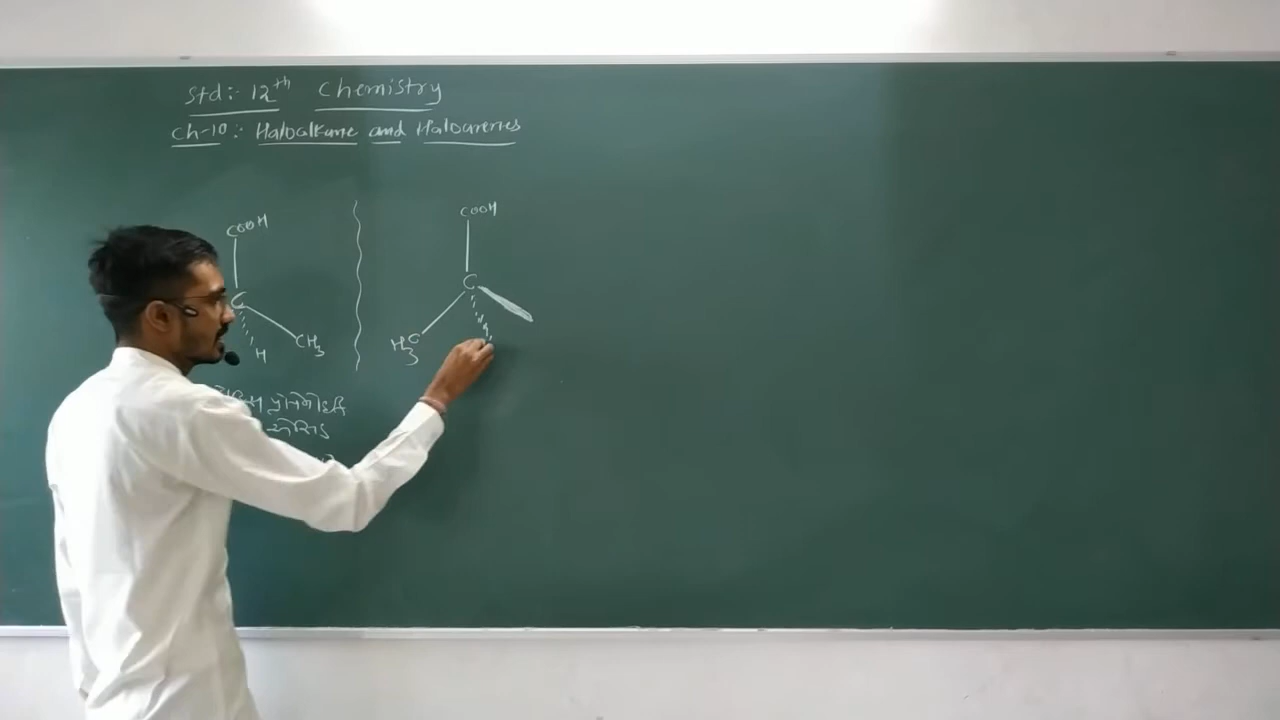 Std:- 12th Chemistry
Ch-10:- Haloalkane and Haloarenes
COOH
C
H
CH3
COOH
C
H3C